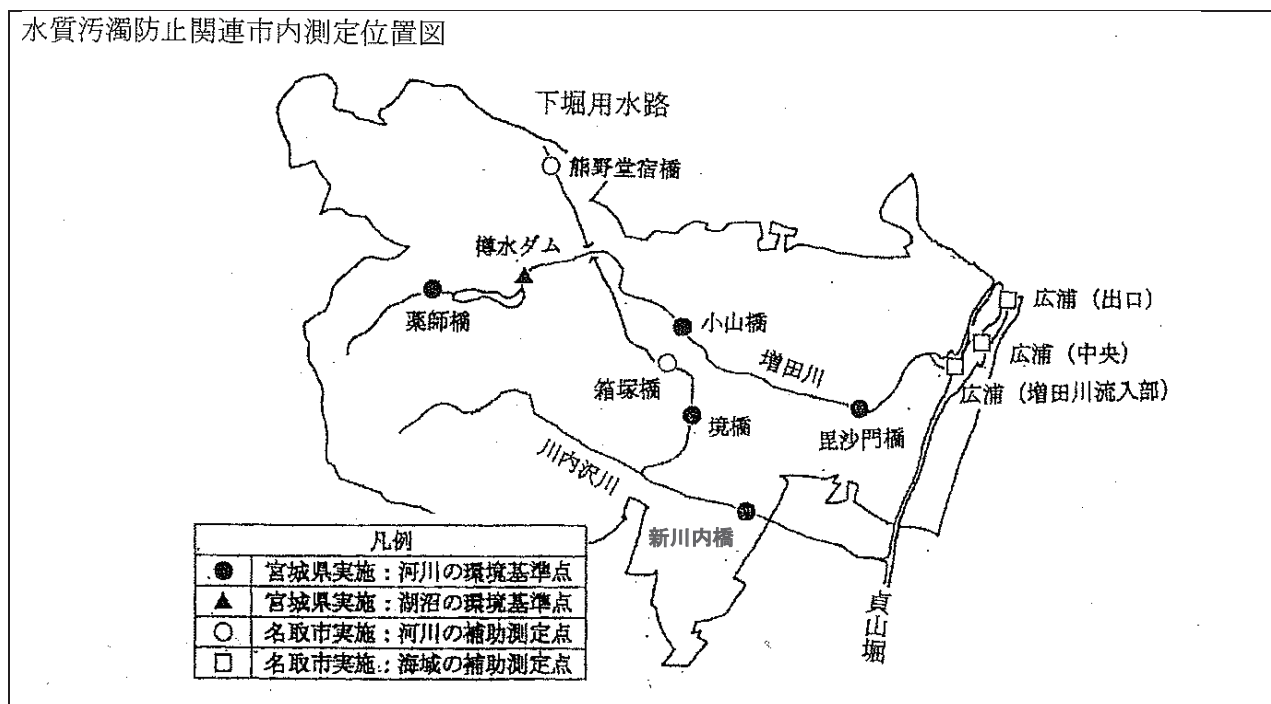 水質汚濁防止関連市内測定位置図
下堀用水路
熊野堂宿橋
樽水ダム
薬師橋
小山橋
広浦（出口）
広浦（中央）
広浦（増田川流入部）
増田川
箱塚橋
境橋
毘沙門橋
川内沢川
新川内橋
貞山堀
凡例
● 宮城県実施：河川の環境基準点
▲ 宮城県実施：湖沼の環境基準点
○ 名取市実施：河川の補助測定点
□ 名取市実施：海域の補助測定点